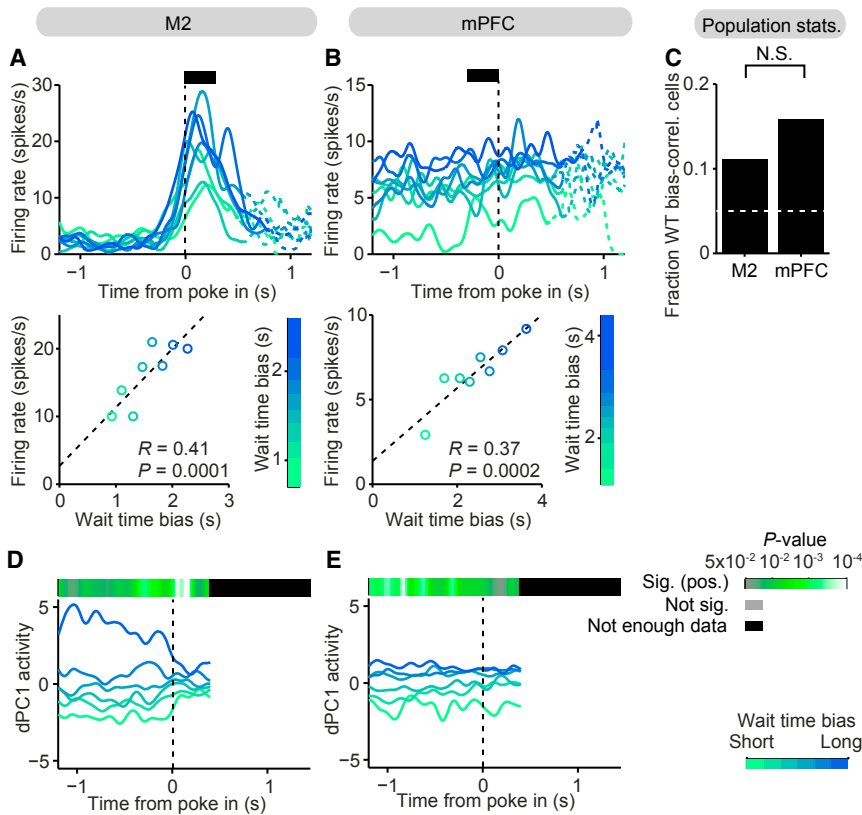 M2
mPFC
Population stats.
A
B
C
Firing rate (spikes/s)
30
20
10
0
−1
0
1
Time from poke in (s)
Firing rate (spikes/s)
15
10
5
0
−1
0
1
Time from poke in (s)
N.S.
Fraction WT bias-correl. cells
0.2
0.1
0
M2
mPFC
Firing rate (spikes/s)
20
10
0
0
1
2
3
Wait time bias (s)
R = 0.41
P = 0.0001
Wait time bias (s)
2
1
Firing rate (spikes/s)
10
5
0
0
2
4
Wait time bias (s)
R = 0.37
P = 0.0002
Wait time bias (s)
4
2
D
E
dPC1 activity
5
0
−5
−1
0
1
Time from poke in (s)
dPC1 activity
5
0
−5
−1
0
1
Time from poke in (s)
P-value
5x10⁻² 10⁻² 10⁻³ 10⁻⁴
Sig. (pos.)
Not sig.
Not enough data
Wait time bias
Short Long